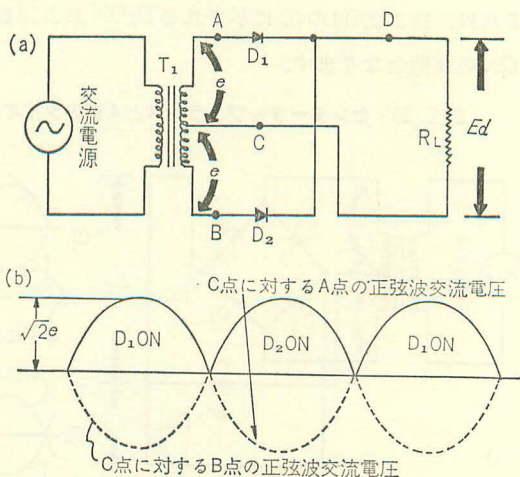 (a)
交流電源
T₁
A
D₁
D
e
C
e
B
D₂
R_L
Ed
(b)
C点に対するA点の正弦波交流電圧
√2e
D₁ON
D₂ON
D₁ON
C点に対するB点の正弦波交流電圧